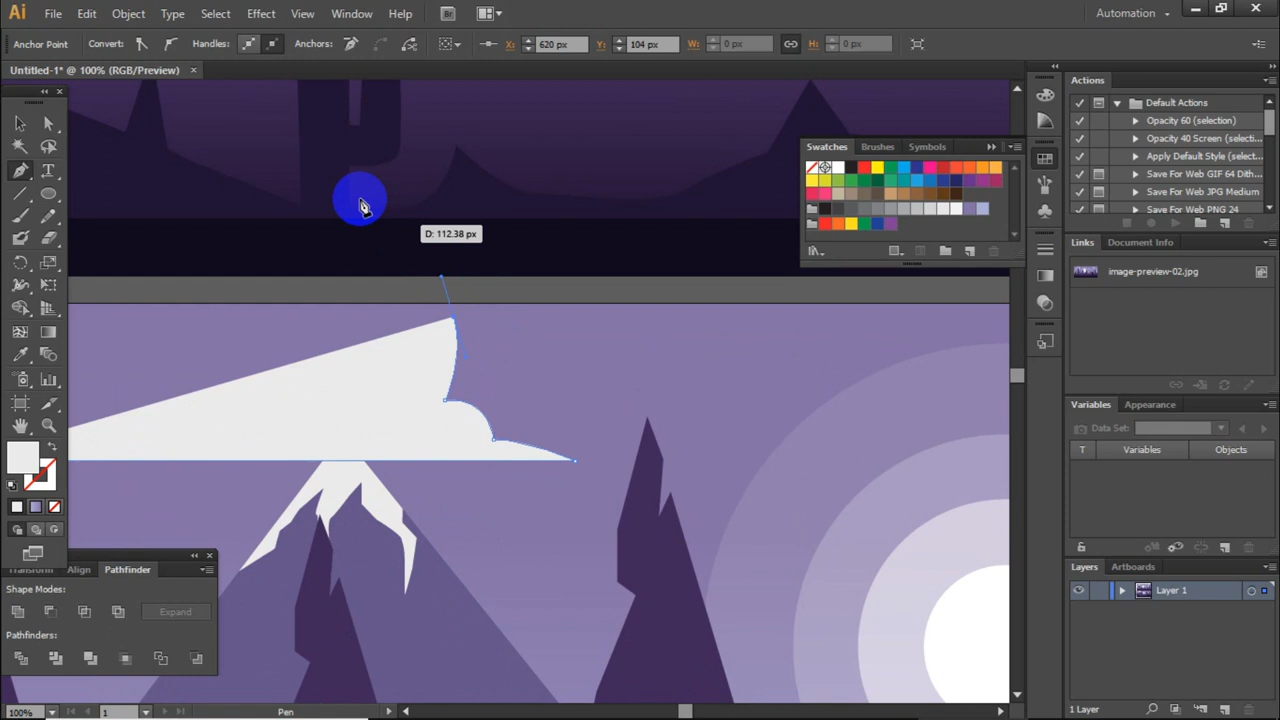 Ai File Edit Object Type Select Effect View Window Help Br Automation
Anchor Point Convert: Handles: Anchors: X: 620 px Y: 104 px W: 0 px H: 0 px
Untitled-1* @ 100% (RGB/Preview) ×
Actions
Default Actions
Opacity 60 (selection)
Opacity 40 Screen (selecti...
Apply Default Style (select...
Save For Web GIF 64 Dith...
Save For Web JPG Medium
Save For Web PNG 24
Swatches Brushes Symbols
D: 112.38 px
Links Document Info
image-preview-02.jpg
Variables Appearance
Data Set:
T Variables Objects
Transform Align Pathfinder
Shape Modes:
Expand
Pathfinders:
Layers Artboards
Layer 1
1 Layer
100% 1 Pen